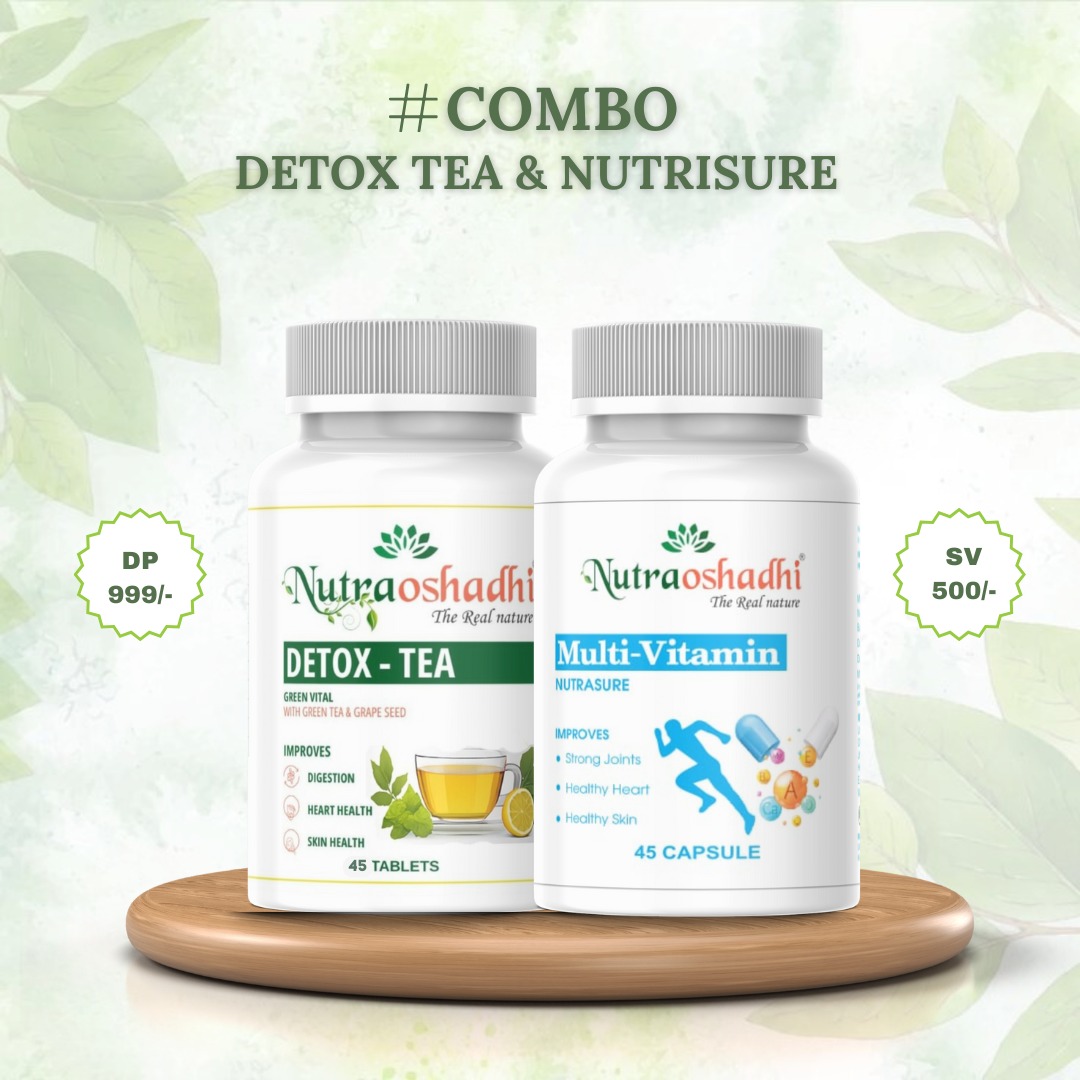 #COMBO
DETOX TEA & NUTRISURE
DP
999/-
SV
500/-
Nutraoshadhi
The Real nature
DETOX - TEA
GREEN VITAL
WITH GREEN TEA & GRAPE SEED
IMPROVES
DIGESTION
HEART HEALTH
SKIN HEALTH
45 TABLETS
Nutraoshadhi®
The Real nature
Multi-Vitamin
NUTRASURE
IMPROVES
• Strong Joints
• Healthy Heart
• Healthy Skin
A
E
Ca
45 CAPSULE